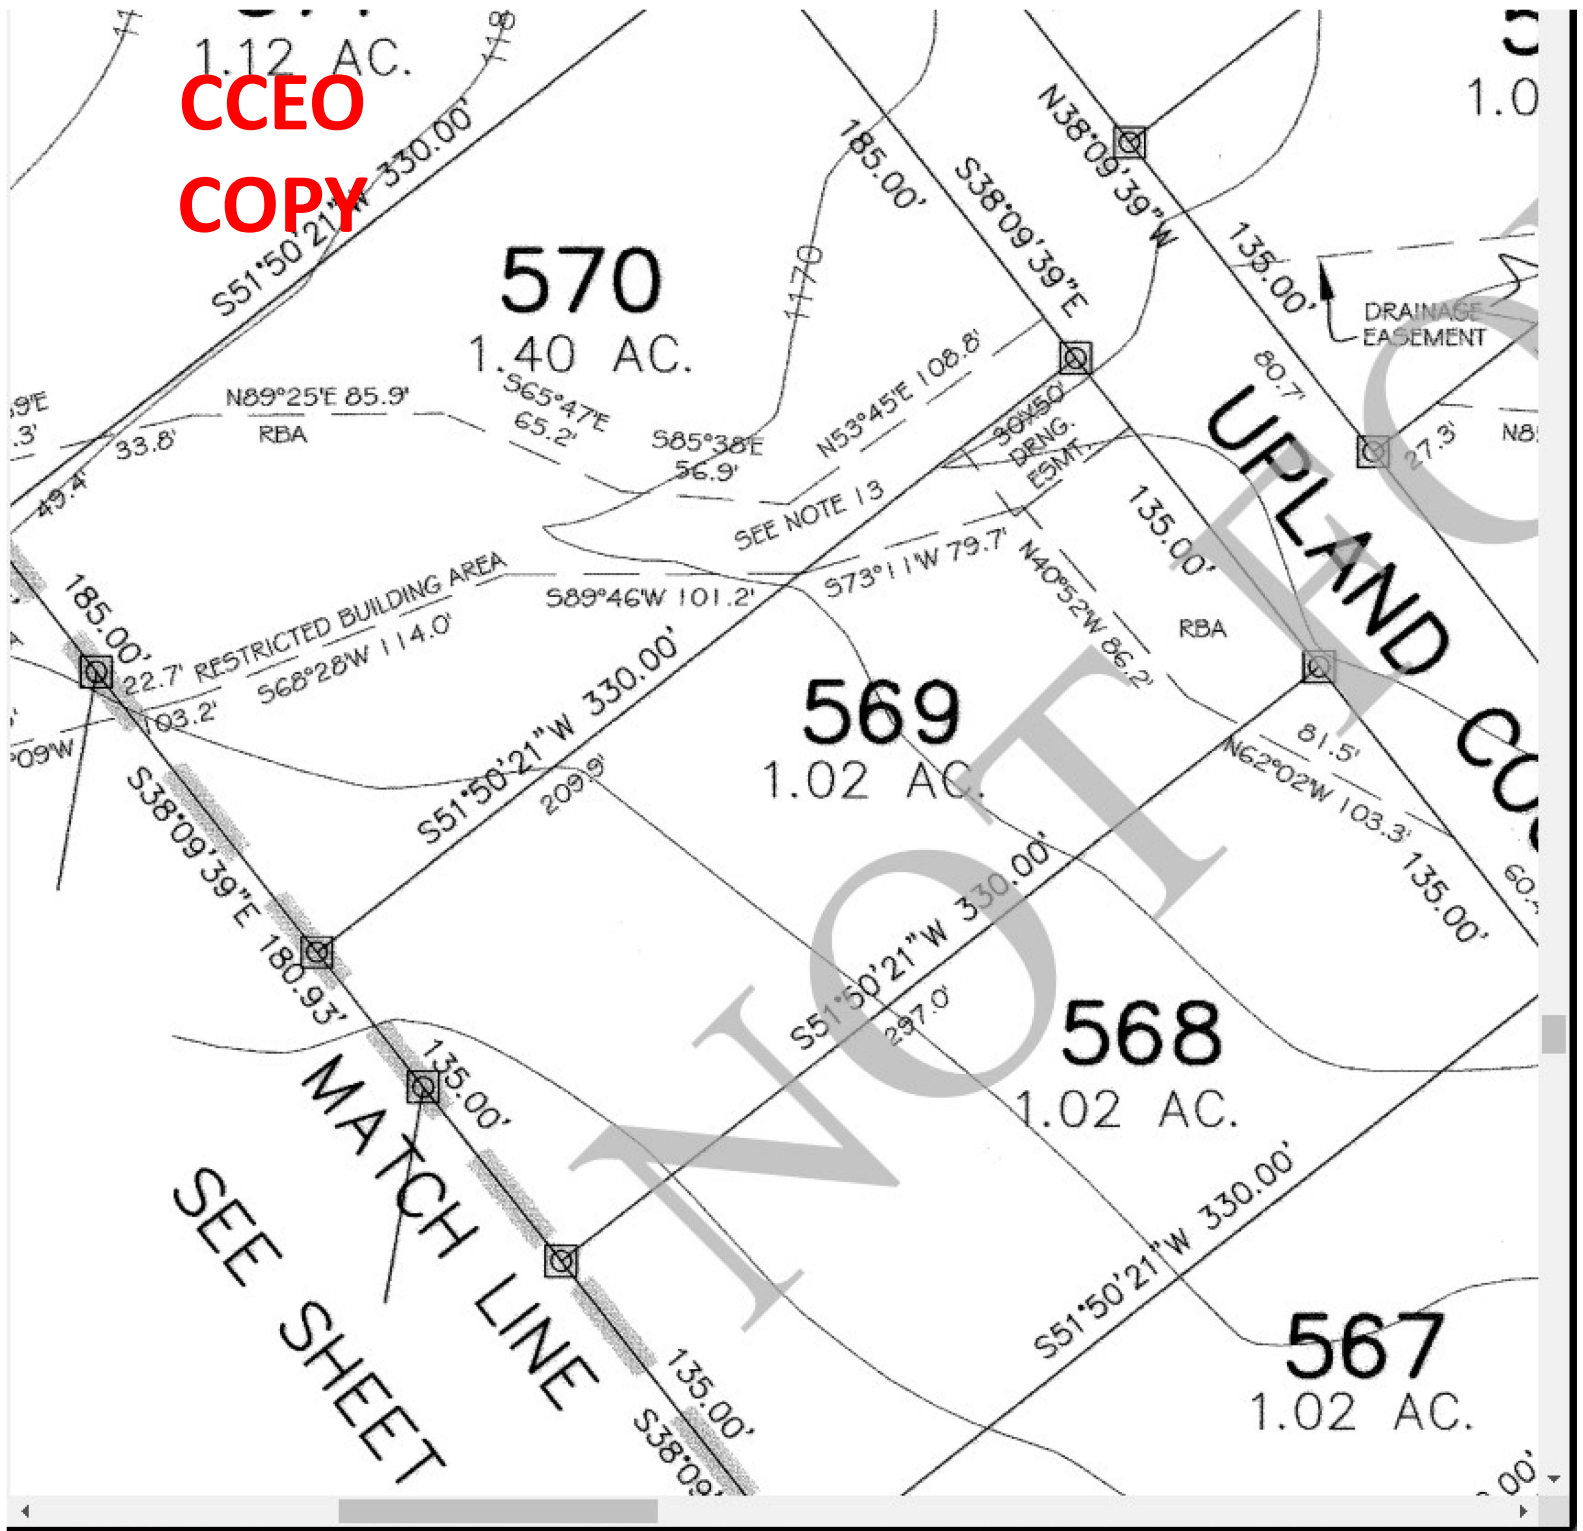 1.12 AC.
118
CCEO
COPY
S51°50'21"W 330.00'
185.00'
S38°09'39"E
N38°09'39"W
135.00'
1.0
DRAINAGE
EASEMENT
570
1.40 AC.
1170
N89°25'E 85.9'
RBA
33.8'
49.4'
S65°47'E
65.2'
S85°38'E
56.9'
N53°45'E 108.8'
SEE NOTE 13
30X50'
DRNG.
ESMT.
80.7'
27.3'
UPLAND
135.00'
RBA
N40°52'W 86.2'
S73°11'W 79.7'
S89°46'W 101.2'
185.00'
22.7' RESTRICTED BUILDING AREA
S68°28'W 114.0'
103.2'
S51°50'21"W 330.00'
209.9'
569
1.02 AC.
81.5'
N62°02'W 103.3'
135.00'
S38°09'39"E 180.93'
S51°50'21"W 330.00'
297.0'
568
1.02 AC.
135.00'
MATCH LINE
SEE SHEET
S51°50'21"W 330.00'
567
1.02 AC.
135.00'
S38°09'
NOT